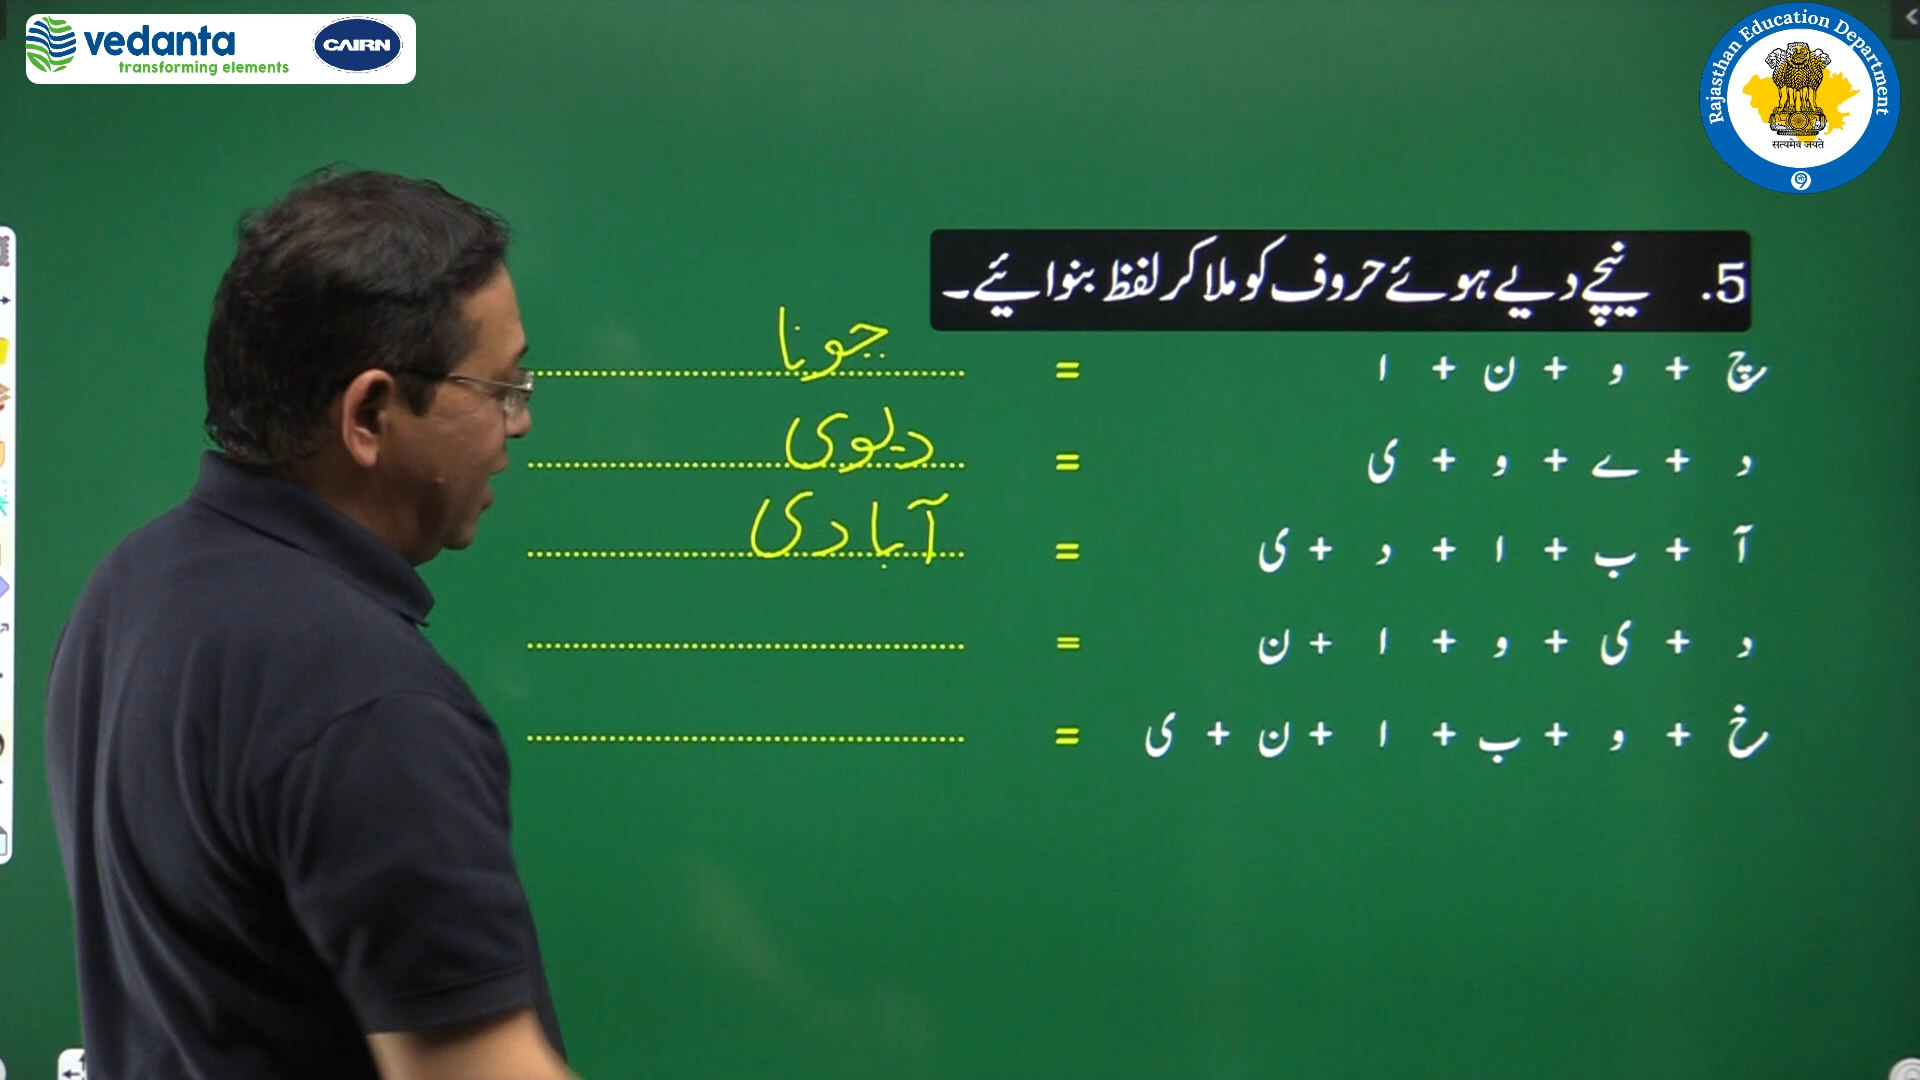 vedanta
transforming elements
CAIRN
Rajasthan Education Department
सत्यमेव जयते
5. نیچے دیے ہوئے حروف کو ملا کر لفظ بنوائیے۔
چ + و + ن + ا = چونا
د + ے + و + ی = دیوی
آ + ب + ا + د + ی = آبادی
د + ی + و + ا + ن =
خ + و + ب + ا + ن + ی =